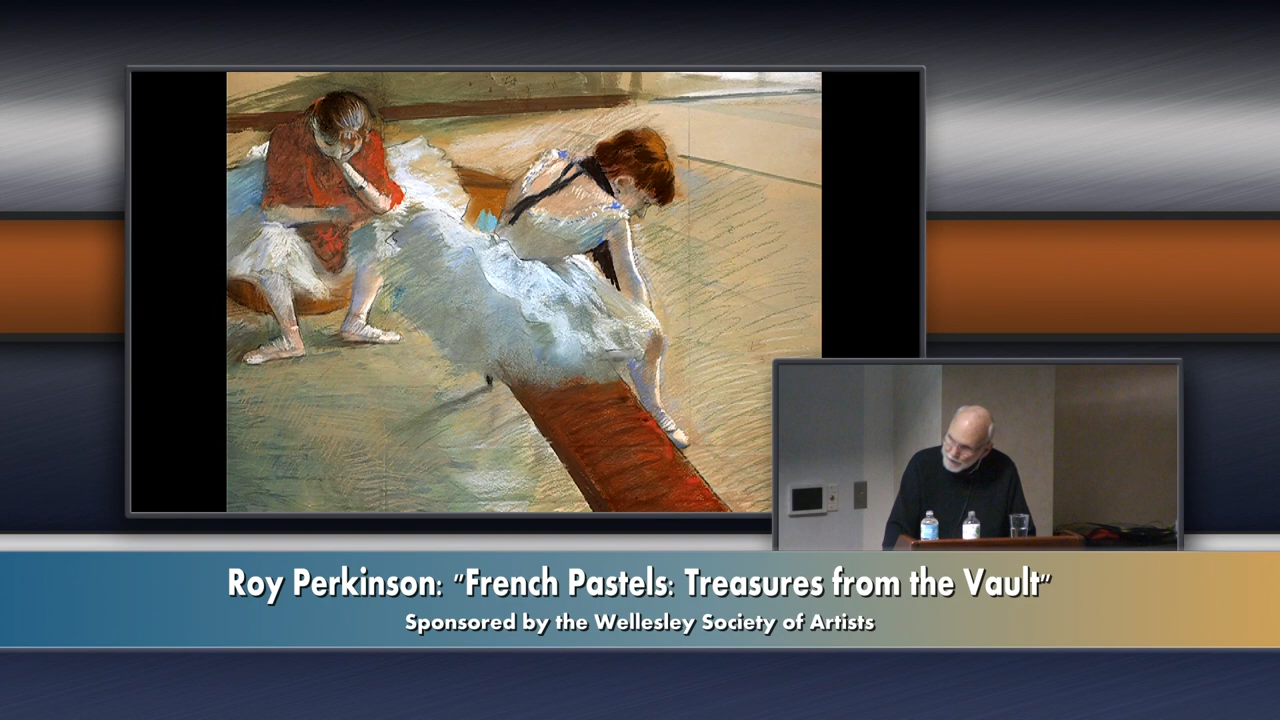 Roy Perkinson: "French Pastels: Treasures from the Vault"
Sponsored by the Wellesley Society of Artists